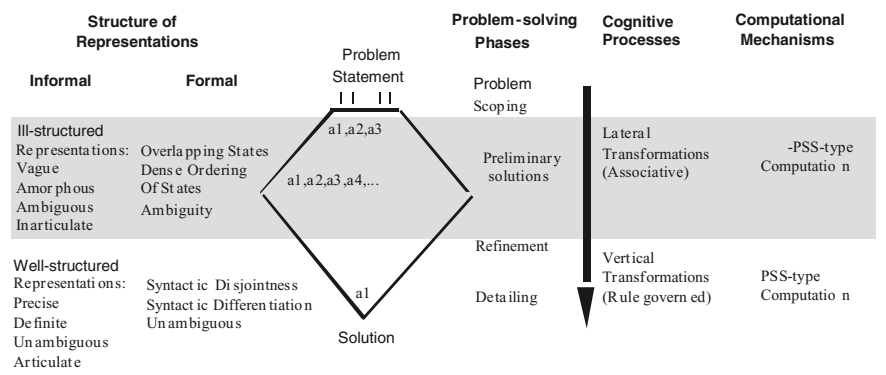 Structure of
Representations
Informal
Formal
Problem
Statement
Problem-solving
Phases
Cognitive
Processes
Computational
Mechanisms
Problem
Scoping
Ill-structured
Representations:
Vague
Amorphous
Ambiguous
Inarticulate
Overlapping States
Dense Ordering
Of States
Ambiguity
a1,a2,a3
a1,a2,a3,a4,...
Preliminary
solutions
Lateral
Transformations
(Associative)
-PSS-type
Computation
Refinement
Well-structured
Representations:
Precise
Definite
Unambiguous
Articulate
Syntactic Disjointness
Syntactic Differentiation
Unambiguous
a1
Solution
Detailing
Vertical
Transformations
(Rule governed)
PSS-type
Computation